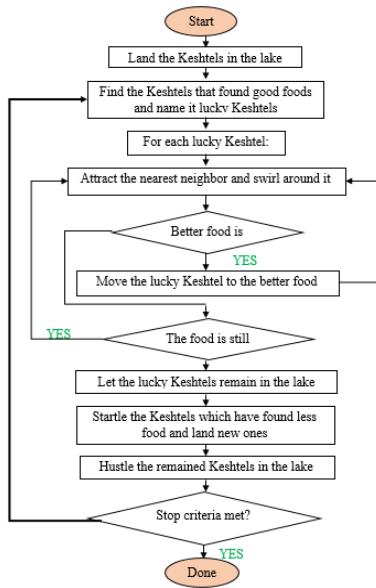 Start
Land the Keshtels in the lake
Find the Keshtels that found good foods
and name it lucky Keshtels
For each lucky Keshtel:
Attract the nearest neighbor and swirl around it
Better food is
YES
Move the lucky Keshtel to the better food
YES
The food is still
Let the lucky Keshtels remain in the lake
Startle the Keshtels which have found less
food and land new ones
Hustle the remained Keshtels in the lake
Stop criteria met?
YES
Done